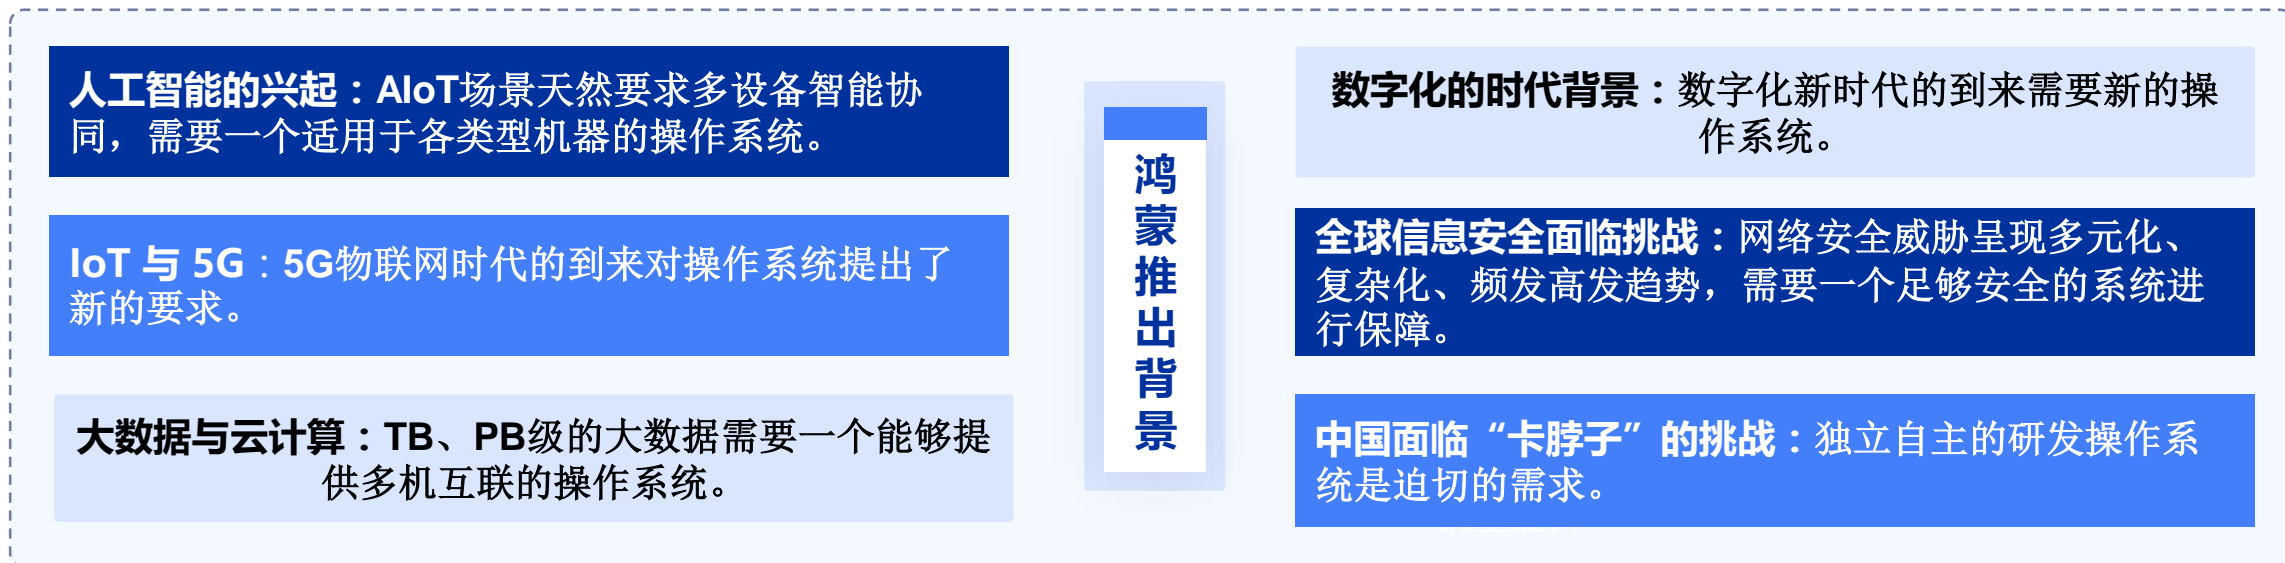 人工智能的兴起：AIoT场景天然要求多设备智能协
同，需要一个适用于各类型机器的操作系统。
IoT 与 5G：5G物联网时代的到来对操作系统提出了
新的要求。
大数据与云计算：TB、PB级的大数据需要一个能够提
供多机互联的操作系统。
鸿蒙推出背景
数字化的时代背景：数字化新时代的到来需要新的操
作系统。
全球信息安全面临挑战：网络安全威胁呈现多元化、
复杂化、频发高发趋势，需要一个足够安全的系统进
行保障。
中国面临“卡脖子”的挑战：独立自主的研发操作系
统是迫切的需求。